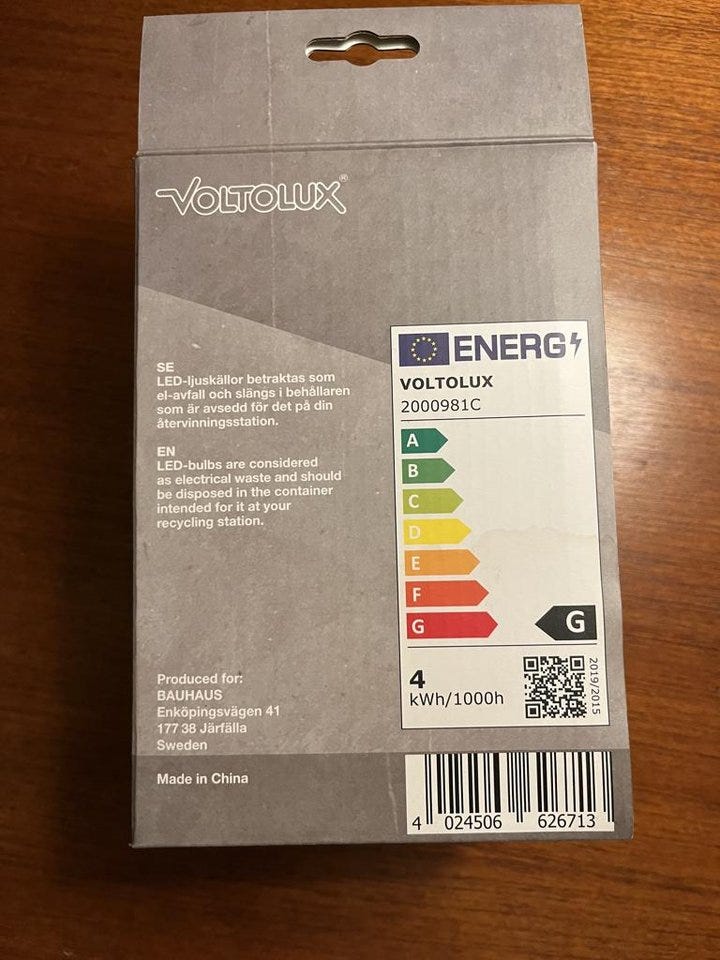 VOLTOLUX®
SE
LED-ljuskällor betraktas som
el-avfall och slängs i behållaren
som är avsedd för det på din
återvinningsstation.
EN
LED-bulbs are considered
as electrical waste and should
be disposed in the container
intended for it at your
recycling station.
Produced for:
BAUHAUS
Enköpingsvägen 41
177 38 Järfälla
Sweden
Made in China
ENERG
VOLTOLUX
2000981C
A
B
C
D
E
F
G
G
4
kWh/1000h
2019/2015
4 024506 626713